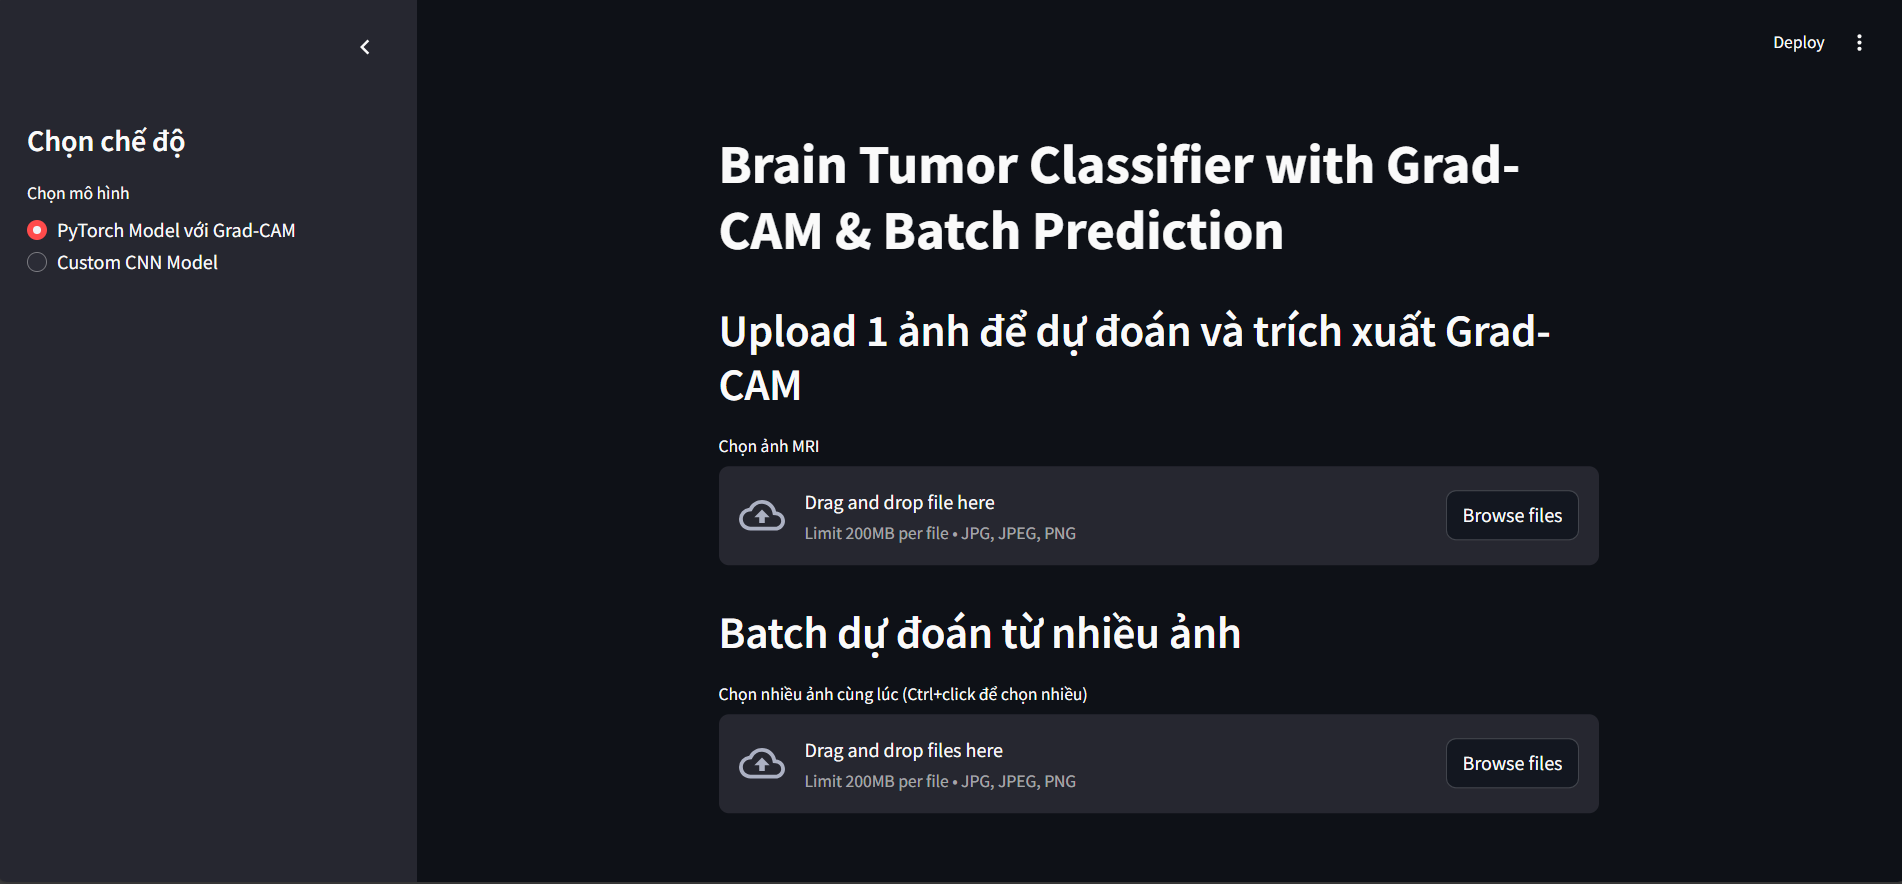 Deploy
Chọn chế độ
Chọn mô hình
PyTorch Model với Grad-CAM
Custom CNN Model
Brain Tumor Classifier with Grad-
CAM & Batch Prediction
Upload 1 ảnh để dự đoán và trích xuất Grad-
CAM
Chọn ảnh MRI
Drag and drop file here
Limit 200MB per file • JPG, JPEG, PNG
Browse files
Batch dự đoán từ nhiều ảnh
Chọn nhiều ảnh cùng lúc (Ctrl+click để chọn nhiều)
Drag and drop files here
Limit 200MB per file • JPG, JPEG, PNG
Browse files